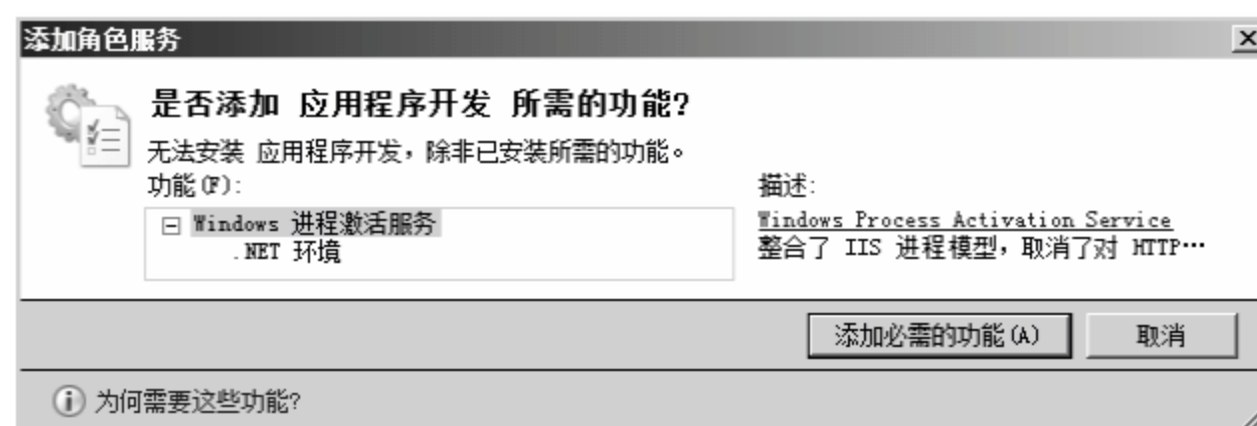 添加角色服务
是否添加 应用程序开发 所需的功能?
无法安装 应用程序开发，除非已安装所需的功能。
功能(F):
描述:
Windows 进程激活服务
.NET 环境
Windows Process Activation Service
整合了 IIS 进程模型，取消了对 HTTP…
添加必需的功能(A)
取消
为何需要这些功能?